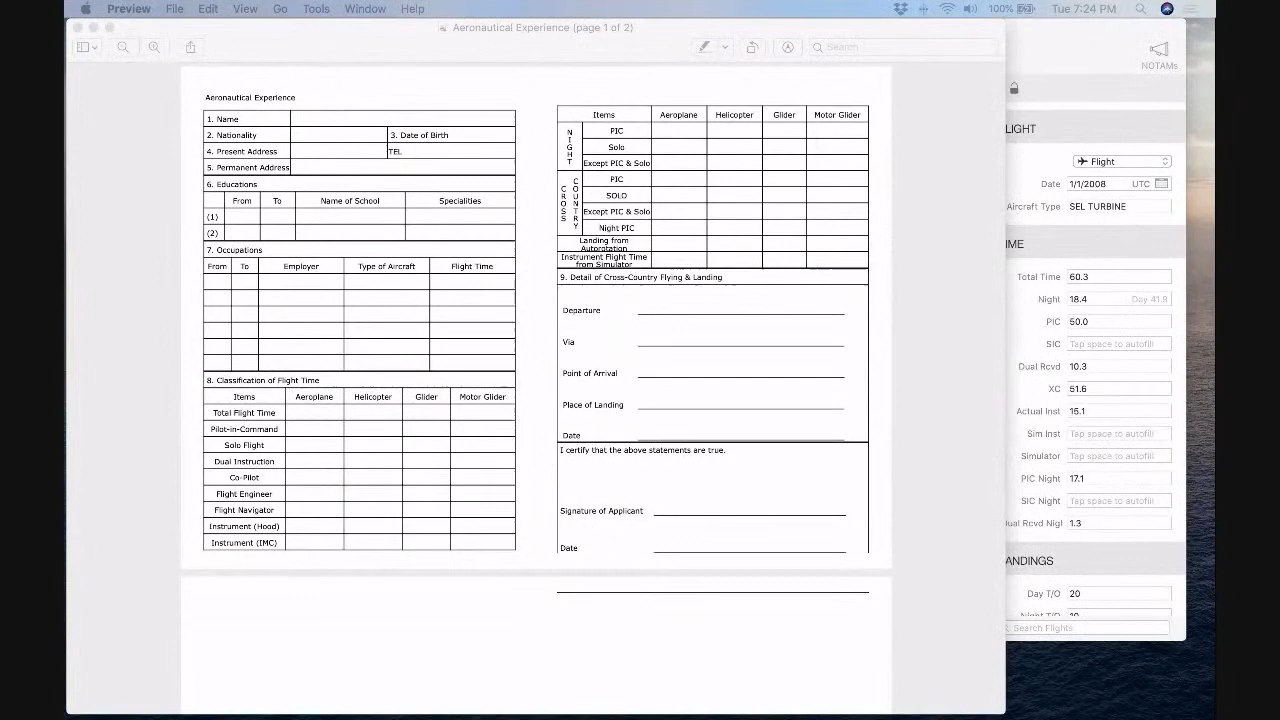 Preview File Edit View Go Tools Window Help 100% Tue 7:24 PM
Aeronautical Experience (page 1 of 2)
Search
NOTAMs
Aeronautical Experience
1. Name
2. Nationality 3. Date of Birth
4. Present Address TEL
5. Permanent Address
6. Educations
From To Name of School Specialities
(1)
(2)
7. Occupations
From To Employer Type of Aircraft Flight Time
8. Classification of Flight Time
Items Aeroplane Helicopter Glider Motor Glider
Total Flight Time
Pilot-in-Command
Solo Flight
Dual Instruction
Co-Pilot
Flight Engineer
Flight Navigator
Instrument (Hood)
Instrument (IMC)
Items Aeroplane Helicopter Glider Motor Glider
NIGHT
PIC
Solo
Except PIC & Solo
CROSS COUNTRY
PIC
SOLO
Except PIC & Solo
Night PIC
Landing from
Autorotation
Instrument Flight Time
from Simulator
9. Detail of Cross-Country Flying & Landing
Departure
Via
Point of Arrival
Place Landing
Date
I certify that the above statements are true.
Signature of Applicant
Date
LIGHT
Flight
Date 1/1/2008 UTC
Aircraft Type SEL TURBINE
IME
Total Time 60.3
Night 18.4 Day 41.9
PIC 50.0
SIC Tap space to autofill
Dual Rcvd 10.3
XC 51.6
Actual Inst 15.1
Inst Tap space to autofill
Simulator Tap space to autofill
PIC Night 17.1
SIC Night Tap space to autofill
ual Rcvd Nigl 1.3
ANDINGS
Day T/O 20
Night T/O
Search Flights